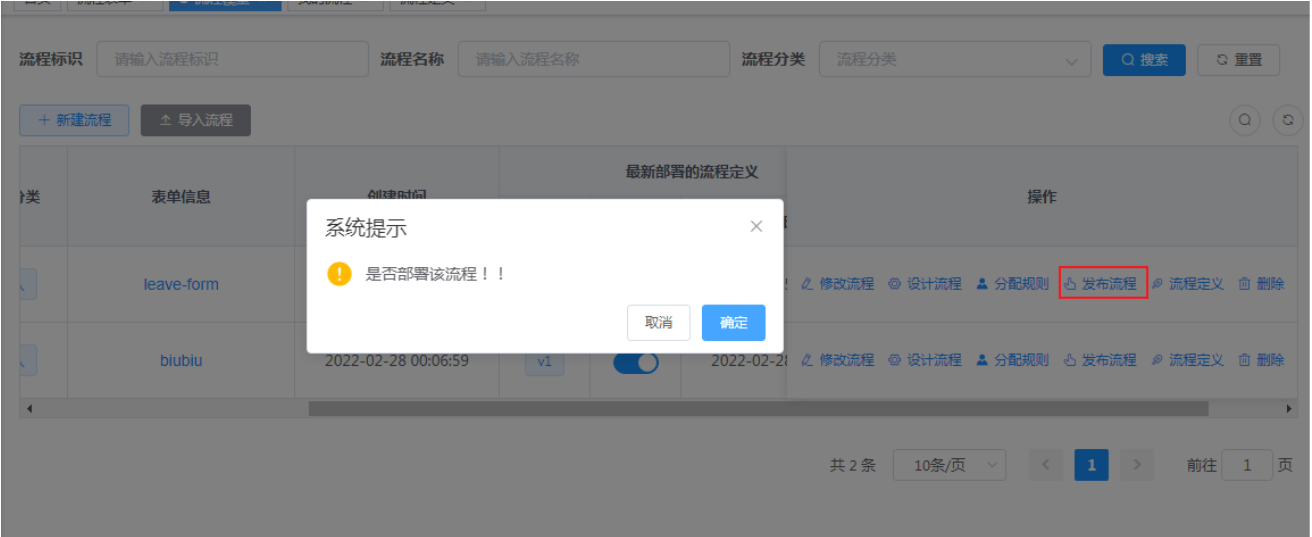 流程标识 请输入流程标识 流程名称 请输入流程名称 流程分类 流程分类 搜索 重置
新建流程 导入流程
最新部署的流程定义
表单信息 创建时间 操作
系统提示
是否部署该流程！！
leave-form 修改流程 设计流程 分配规则 发布流程 流程定义 删除
取消 确定
biubiu 2022-02-28 00:06:59 v1 2022-02-28 修改流程 设计流程 分配规则 发布流程 流程定义 删除
共 2 条 10条/页 1 前往 1 页